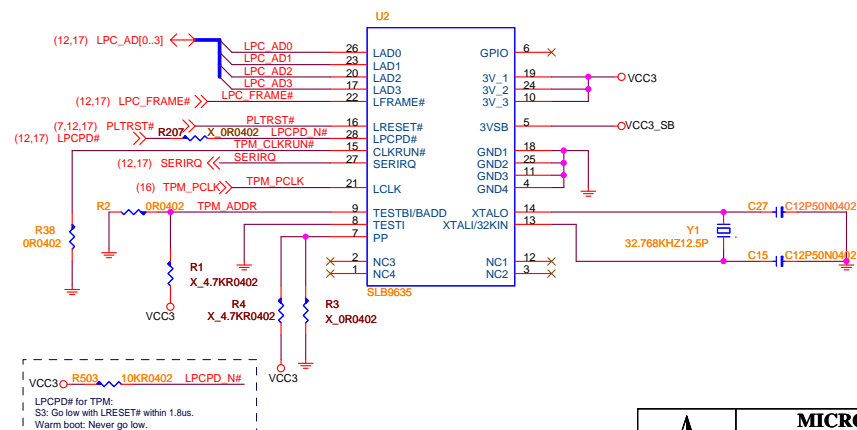 U2
(12,17) LPC_AD[0..3]
LPC_AD0 26 LAD0
LPC_AD1 23 LAD1
LPC_AD2 20 LAD2
LPC_AD3 17 LAD3
(12,17) LPC_FRAME# LPC_FRAME# 22 LFRAME#
(7,12,17) PLTRST# PLTRST# 16 LRESET#
(12,17) LPCPD# R207 X_0R0402 LPCPD_N# 28 LPCPD#
TPM_CLKRUN# 15 CLKRUN#
(12,17) SERIRQ SERIRQ 27 SERIRQ
(16) TPM_PCLK TPM_PCLK 21 LCLK
R2 0R0402 TPM_ADDR 9 TESTBI/BADD
8 TESTI
7 PP
2 NC3
1 NC4
GPIO 6
3V_1 19 VCC3
3V_2 24
3V_3 10
3VSB 5 VCC3_SB
GND1 18
GND2 25
GND3 11
GND4 4
XTALO 14
XTALI/32KIN 13
NC1 12
NC2 3
SLB9635
C27 C12P50N0402
Y1
32.768KHZ12.5P
C15 C12P50N0402
R38
0R0402
R1
X_4.7KR0402
VCC3
R4
X_4.7KR0402
R3
X_0R0402
VCC3
VCC3 R503 10KR0402 LPCPD_N#
LPCPD# for TPM:
S3: Go low with LRESET# within 1.8us.
Warm boot: Never go low.
MICRO